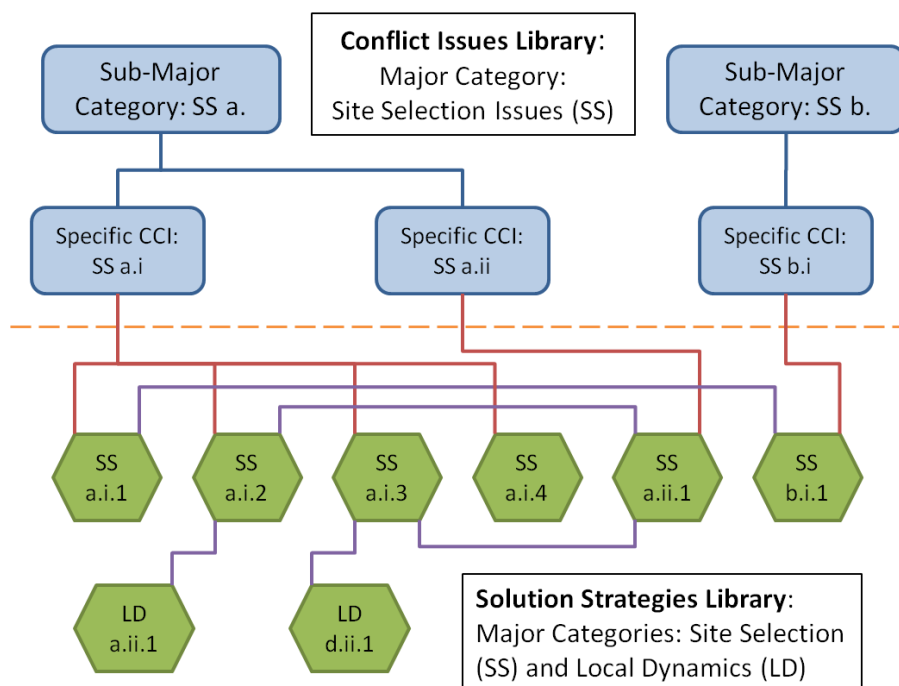 Sub-Major
Category: SS a.
Conflict Issues Library:
Major Category:
Site Selection Issues (SS)
Sub-Major
Category: SS b.
Specific CCI:
SS a.i
Specific CCI:
SS a.ii
Specific CCI:
SS b.i
SS
a.i.1
SS
a.i.2
SS
a.i.3
SS
a.i.4
SS
a.ii.1
SS
b.i.1
LD
a.ii.1
LD
d.ii.1
Solution Strategies Library:
Major Categories: Site Selection
(SS) and Local Dynamics (LD)